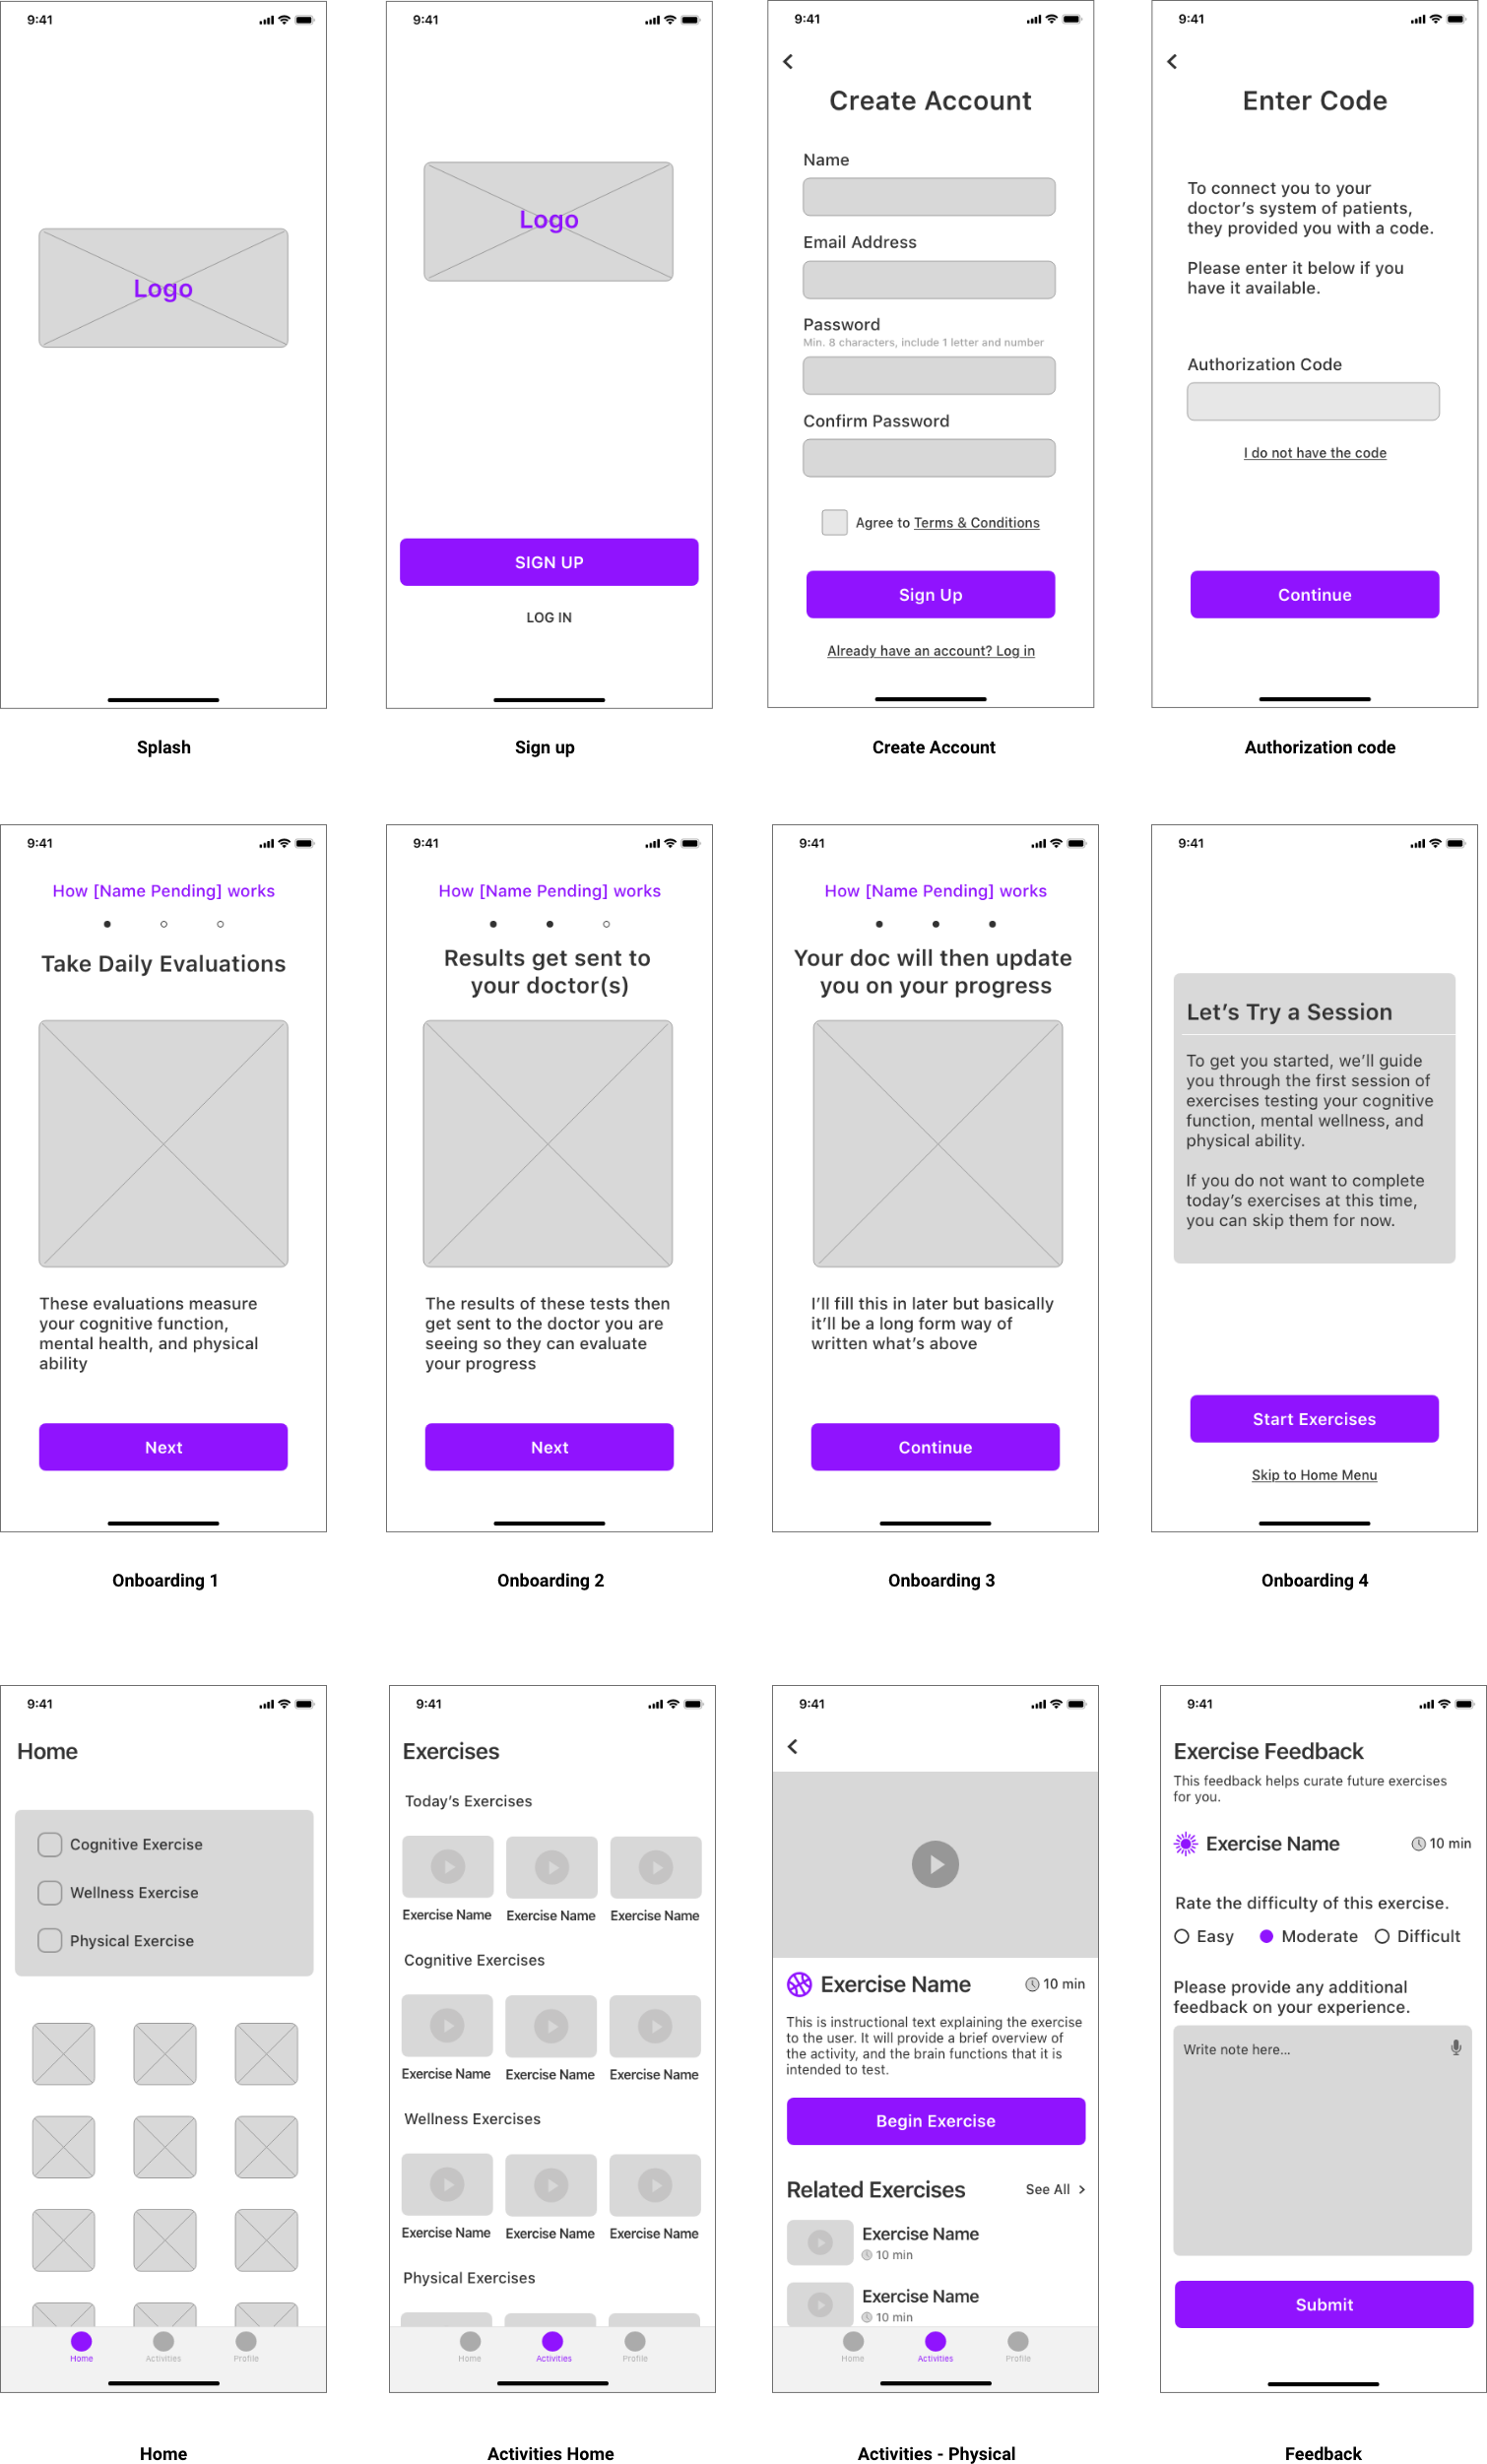 9:41
Logo
Splash
9:41
Logo
SIGN UP
LOG IN
Sign up
9:41
Create Account
Name
Email Address
Password
Min. 8 characters, include 1 letter and number
Confirm Password
Agree to Terms & Conditions
Sign Up
Already have an account? Log in
Create Account
9:41
Enter Code
To connect you to your
doctor's system of patients,
they provided you with a code.
Please enter it below if you
have it available.
Authorization Code
I do not have the code
Continue
Authorization code
9:41
How [Name Pending] works
Take Daily Evaluations
These evaluations measure
your cognitive function,
mental health, and physical
ability
Next
Onboarding 1
9:41
How [Name Pending] works
Results get sent to
your doctor(s)
The results of these tests then
get sent to the doctor you are
seeing so they can evaluate
your progress
Next
Onboarding 2
9:41
How [Name Pending] works
Your doc will then update
you on your progress
I'll fill this in later but basically
it'll be a long form way of
written what's above
Continue
Onboarding 3
9:41
Let's Try a Session
To get you started, we'll guide
you through the first session of
exercises testing your cognitive
function, mental wellness, and
physical ability.
If you do not want to complete
today's exercises at this time,
you can skip them for now.
Start Exercises
Skip to Home Menu
Onboarding 4
9:41
Home
Cognitive Exercise
Wellness Exercise
Physical Exercise
Home Activities Profile
Home
9:41
Exercises
Today's Exercises
Exercise Name Exercise Name Exercise Name
Cognitive Exercises
Exercise Name Exercise Name Exercise Name
Wellness Exercises
Exercise Name Exercise Name Exercise Name
Physical Exercises
Home Activities Profile
Activities Home
9:41
Exercise Name 10 min
This is instructional text explaining the exercise
to the user. It will provide a brief overview of
the activity, and the brain functions that it is
intended to test.
Begin Exercise
Related Exercises See All
Exercise Name
10 min
Exercise Name
10 min
Home Activities Profile
Activities - Physical
9:41
Exercise Feedback
This feedback helps curate future exercises
for you.
Exercise Name 10 min
Rate the difficulty of this exercise.
Easy Moderate Difficult
Please provide any additional
feedback on your experience.
Write note here...
Submit
Feedback